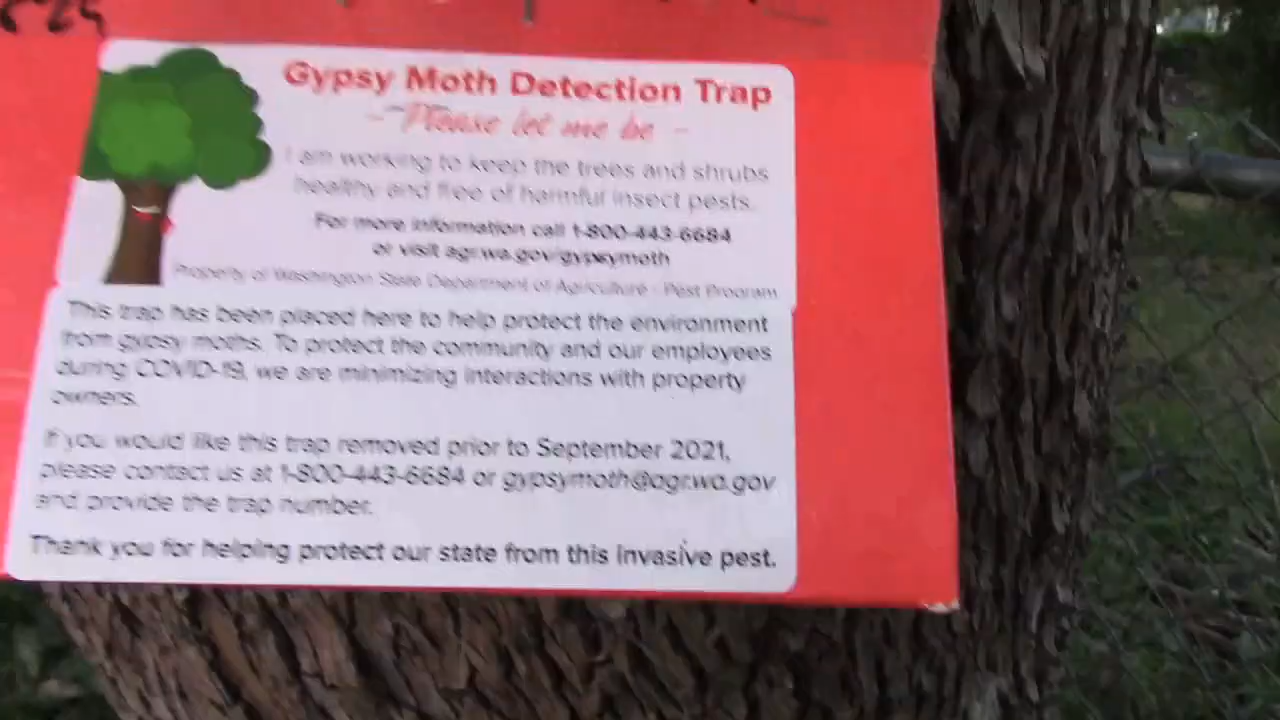 Gypsy Moth Detection Trap
- Please let me be -
I am working to keep the trees and shrubs
healthy and free of harmful insect pests.
For more information call 1-800-443-6684
or visit agr.wa.gov/gypsymoth
Property of Washington State Department of Agriculture - Pest Program
This trap has been placed here to help protect the environment
from gypsy moths. To protect the community and our employees
during COVID-19, we are minimizing interactions with property
owners.
If you would like this trap removed prior to September 2021,
please contact us at 1-800-443-6684 or gypsymoth@agr.wa.gov
and provide the trap number.
Thank you for helping protect our state from this invasive pest.